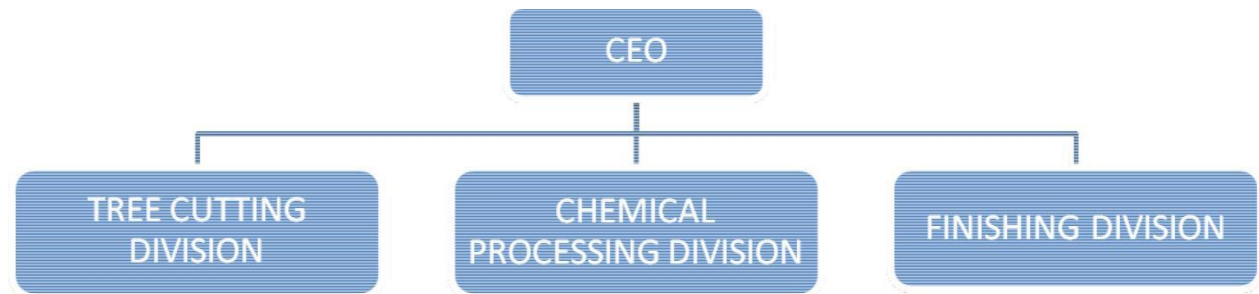 CEO
TREE CUTTING
DIVISION
CHEMICAL
PROCESSING DIVISION
FINISHING DIVISION